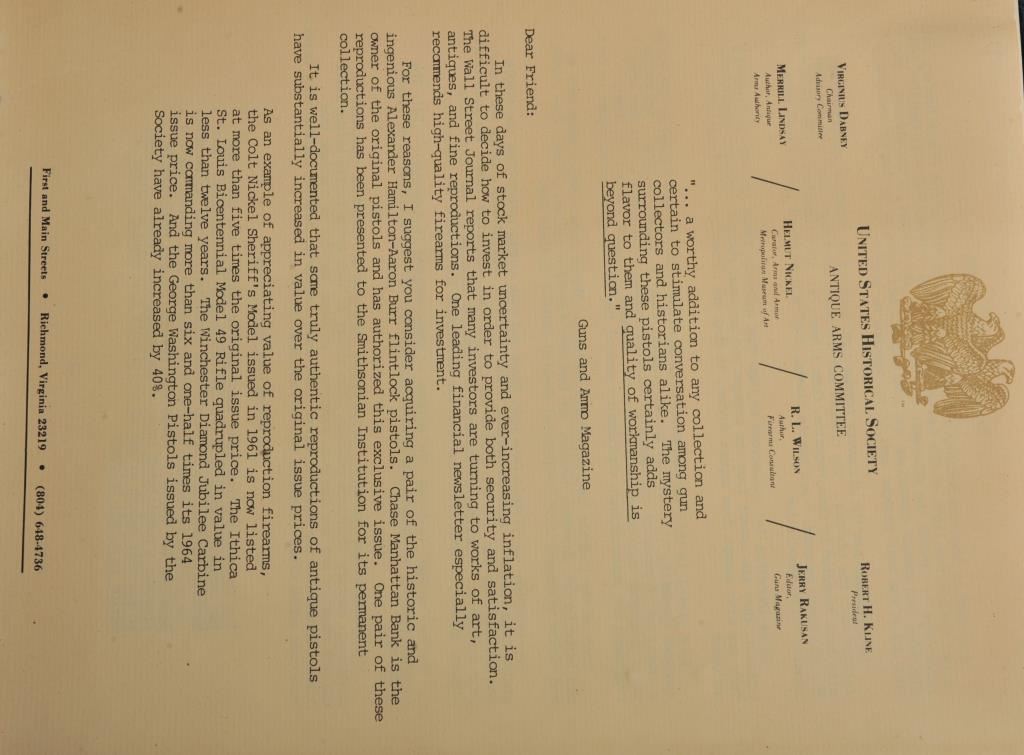 UNITED STATES HISTORICAL SOCIETY
ANTIQUE ARMS COMMITTEE
VIRGINIUS DABNEY
Chairman
Advisory Committee
ROBERT H. KLINE
President
MERRILL LINDSAY
Author, Antique
Arms Authority
/
HELMUT NICKEL
Curator, Arms and Armor
Metropolitan Museum of Art
/
R. L. WILSON
Author,
Firearms Consultant
/
JERRY RAKUSAN
Editor,
Guns Magazine
"... a worthy addition to any collection and
certain to stimulate conversation among gun
collectors and historians alike. The mystery
surrounding these pistols certainly adds
flavor to them and quality of workmanship is
beyond question."
Guns and Ammo Magazine
Dear Friend:
In these days of stock market uncertainty and ever-increasing inflation, it is
difficult to decide how to invest in order to provide both security and satisfaction.
The Wall Street Journal reports that many investors are turning to works of art,
antiques, and fine reproductions. One leading financial newsletter especially
recommends high-quality firearms for investment.
For these reasons, I suggest you consider acquiring a pair of the historic and
ingenious Alexander Hamilton-Aaron Burr flintlock pistols. Chase Manhattan Bank is the
owner of the original pistols and has authorized this exclusive issue. One pair of these
reproductions has been presented to the Smithsonian Institution for its permanent
collection.
It is well-documented that some truly authentic reproductions of antique pistols
have substantially increased in value over the original issue prices.
As an example of appreciating value of reproduction firearms,
the Colt Nickel Sheriff's Model issued in 1961 is now listed
at more than five times the original issue price. The Ithica
St. Louis Bicentennial Model 49 Rifle quadrupled in value in
less than twelve years. The Winchester Diamond Jubilee Carbine
is now commanding more than six and one-half times its 1964
issue price. And the George Washington Pistols issued by the
Society have already increased by 40%.
First and Main Streets • Richmond, Virginia 23219 • (804) 648-4736